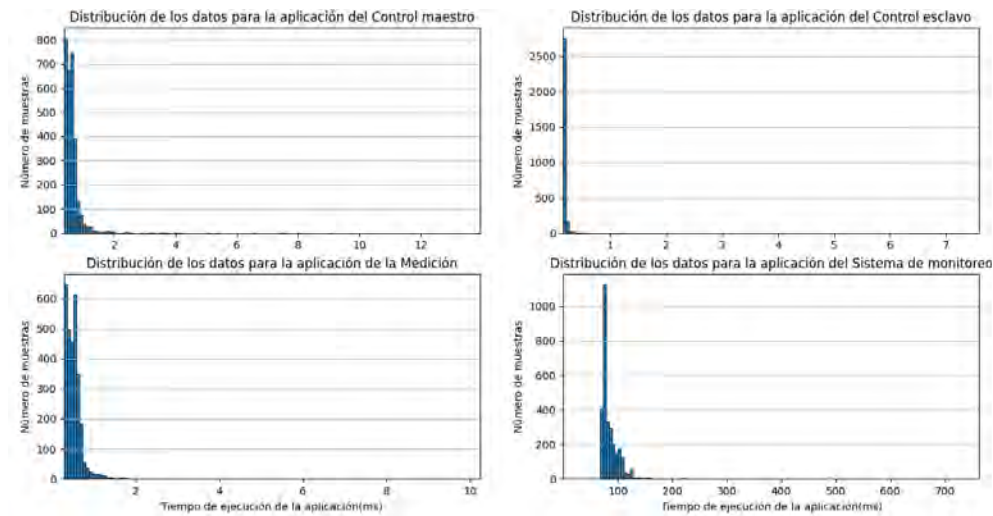 Distribución de los datos para la aplicación del Control maestro
Número de muestras
800
700
600
500
400
300
200
100
0
2 4 6 8 10 12
Distribución de los datos para la aplicación del Control esclavo
Número de muestras
2500
2000
1500
1000
500
0
1 2 3 4 5 6 7
Distribución de los datos para la aplicación de la Medición
Número de muestras
600
500
400
300
200
100
0
2 4 6 8 10
Tiempo de ejecución de la aplicación(ms)
Distribución de los datos para la aplicación del Sistema de monitoreo
Número de muestras
1000
800
600
400
200
0
100 200 300 400 500 600 700
Tiempo de ejecución de la aplicación(ms)